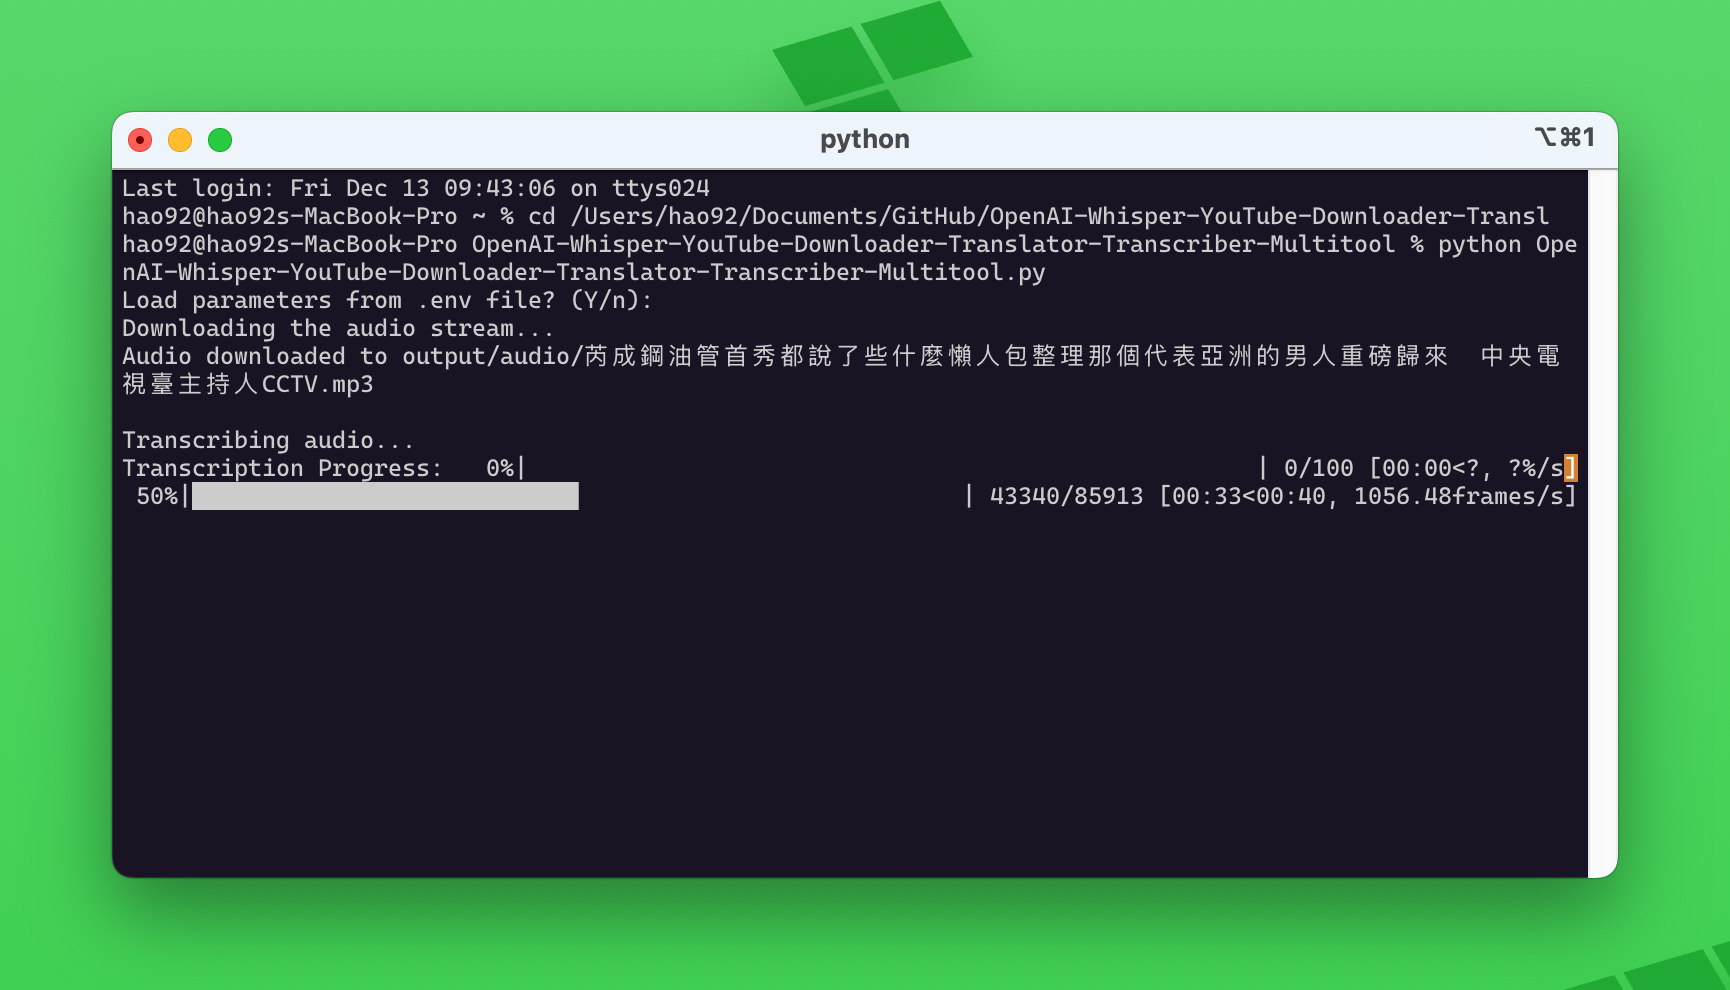 python
⌥⌘1
Last login: Fri Dec 13 09:43:06 on ttys024
hao92@hao92s-MacBook-Pro ~ % cd /Users/hao92/Documents/GitHub/OpenAI-Whisper-YouTube-Downloader-Transl
hao92@hao92s-MacBook-Pro OpenAI-Whisper-YouTube-Downloader-Translator-Transcriber-Multitool % python Ope
nAI-Whisper-YouTube-Downloader-Translator-Transcriber-Multitool.py
Load parameters from .env file? (Y/n):
Downloading the audio stream...
Audio downloaded to output/audio/芮成鋼油管首秀都說了些什麼懶人包整理那個代表亞洲的男人重磅歸來　中央電
視臺主持人CCTV.mp3
Transcribing audio...
Transcription Progress:   0%|                                                     | 0/100 [00:00<?, ?%/s]
 50%|                                                       | 43340/85913 [00:33<00:40, 1056.48frames/s]